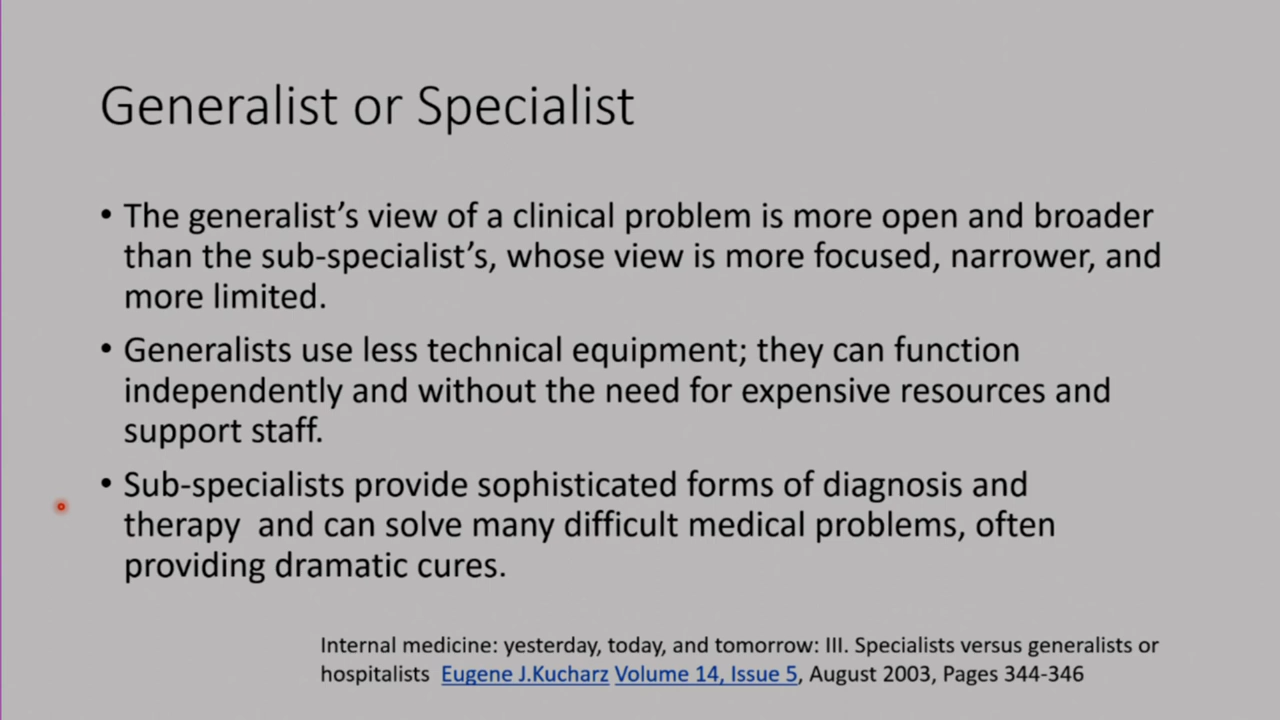 Generalist or Specialist
• The generalist’s view of a clinical problem is more open and broader
than the sub-specialist’s, whose view is more focused, narrower, and
more limited.
• Generalists use less technical equipment; they can function
independently and without the need for expensive resources and
support staff.
• Sub-specialists provide sophisticated forms of diagnosis and
therapy  and can solve many difficult medical problems, often
providing dramatic cures.
Internal medicine: yesterday, today, and tomorrow: III. Specialists versus generalists or
hospitalists  Eugene J.Kucharz Volume 14, Issue 5, August 2003, Pages 344-346